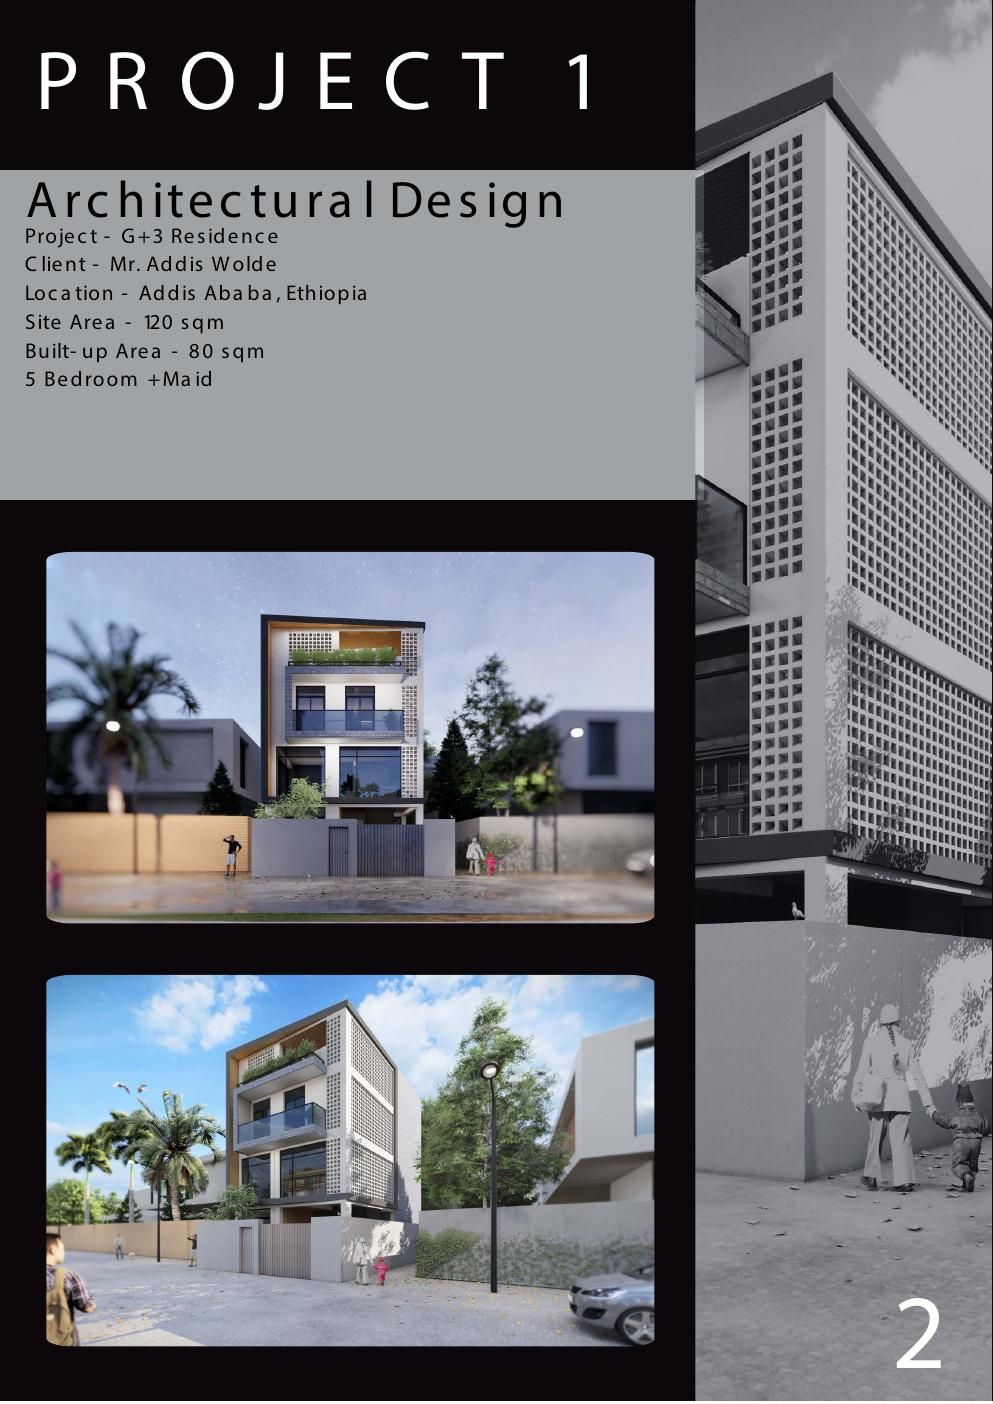 PROJECT 1
Architectural Design
Project - G+3 Residence
Client - Mr. Addis Wolde
Location - Addis Ababa, Ethiopia
Site Area - 120 sqm
Built-up Area - 80 sqm
5 Bedroom +Maid
2